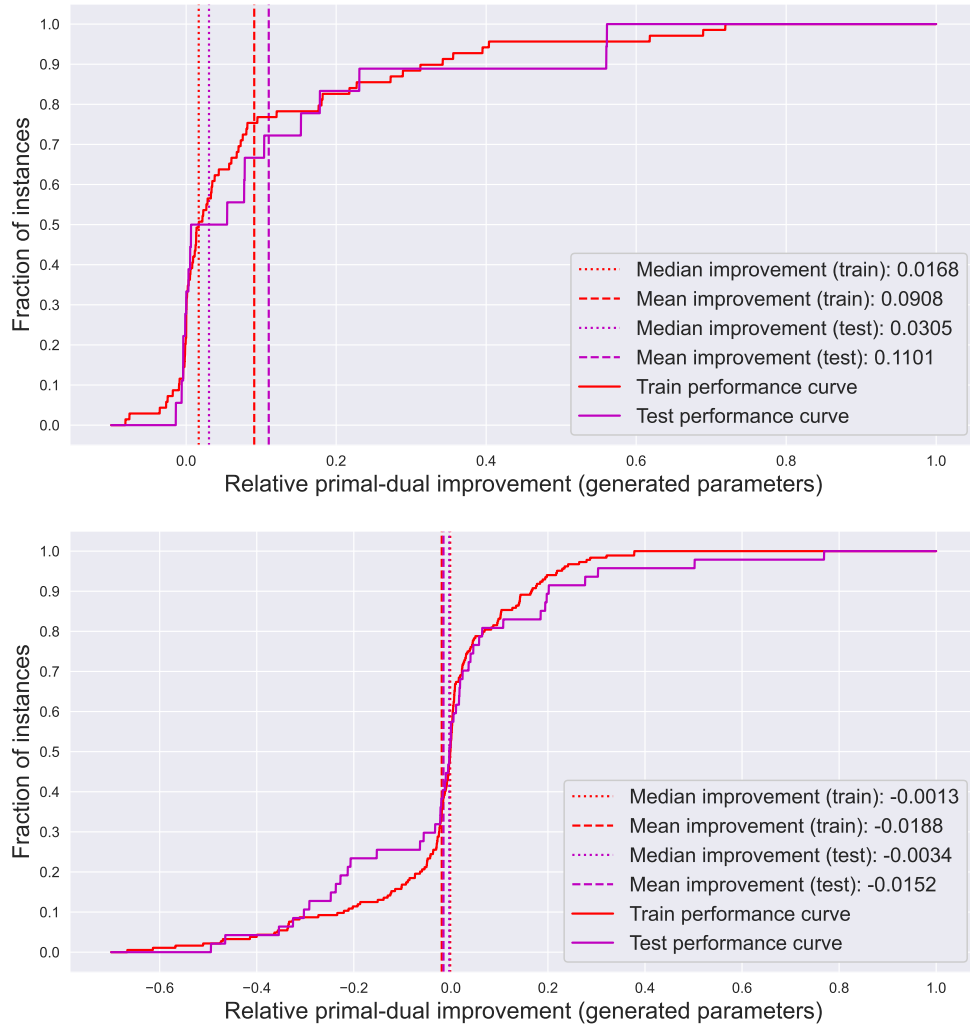 1.0
0.9
0.8
0.7
0.6
0.5
0.4
0.3
0.2
0.1
0.0
Fraction of instances
Median improvement (train): 0.0168
Mean improvement (train): 0.0908
Median improvement (test): 0.0305
Mean improvement (test): 0.1101
Train performance curve
Test performance curve
0.0 0.2 0.4 0.6 0.8 1.0
Relative primal-dual improvement (generated parameters)
1.0
0.9
0.8
0.7
0.6
0.5
0.4
0.3
0.2
0.1
0.0
Fraction of instances
Median improvement (train): -0.0013
Mean improvement (train): -0.0188
Median improvement (test): -0.0034
Mean improvement (test): -0.0152
Train performance curve
Test performance curve
−0.6 −0.4 −0.2 0.0 0.2 0.4 0.6 0.8 1.0
Relative primal-dual improvement (generated parameters)